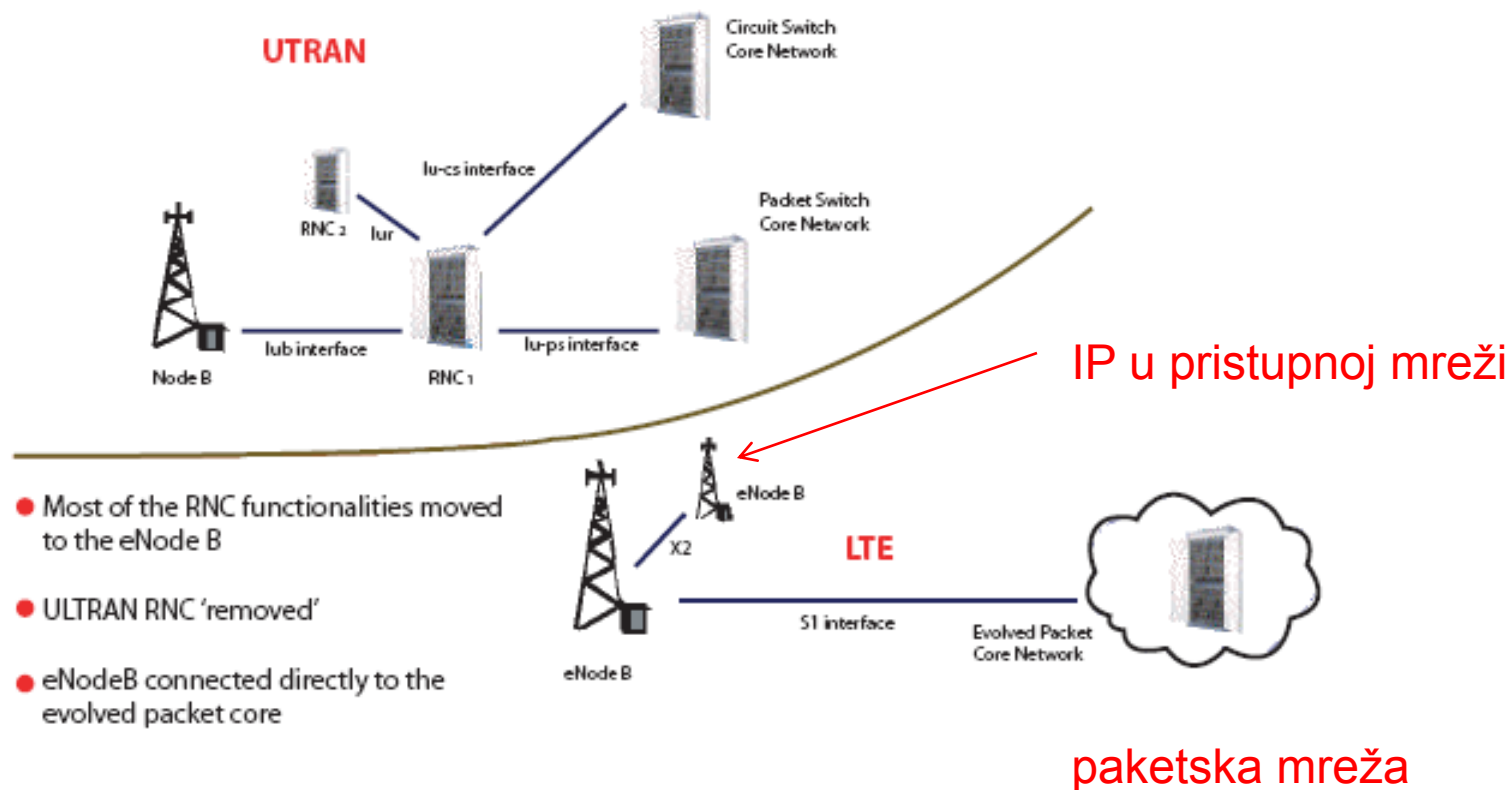 UTRAN
Circuit Switch
Core Network
Iu-cs interface
RNC 2
Iur
Packet Switch
Core Network
Iub interface
Iu-ps interface
Node B
RNC 1
IP u pristupnoj mreži
eNode B
X2
LTE
S1 interface
Evolved Packet
Core Network
eNode B
Most of the RNC functionalities moved
to the eNode B
ULTRAN RNC 'removed'
eNodeB connected directly to the
evolved packet core
paketska mreža